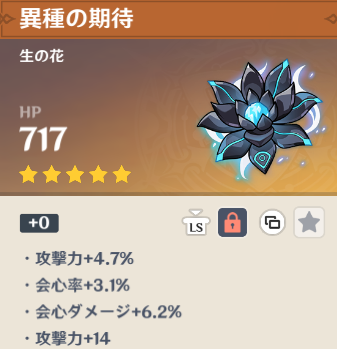 異種の期待
生の花
HP
717
+0
LS
・攻撃力+4.7%
・会心率+3.1%
・会心ダメージ+6.2%
・攻撃力+14